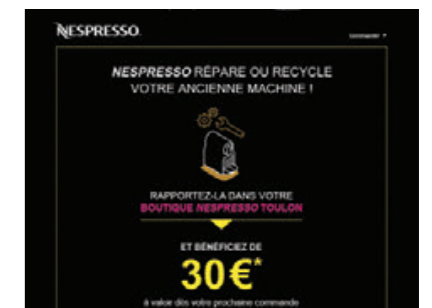 NESPRESSO.
Commander
NESPRESSO RÉPARE OU RECYCLE
VOTRE ANCIENNE MACHINE !
RAPPORTEZ-LA DANS VOTRE
BOUTIQUE NESPRESSO TOULON
ET BÉNÉFICIEZ DE
30€*
à valoir dès votre prochaine commande